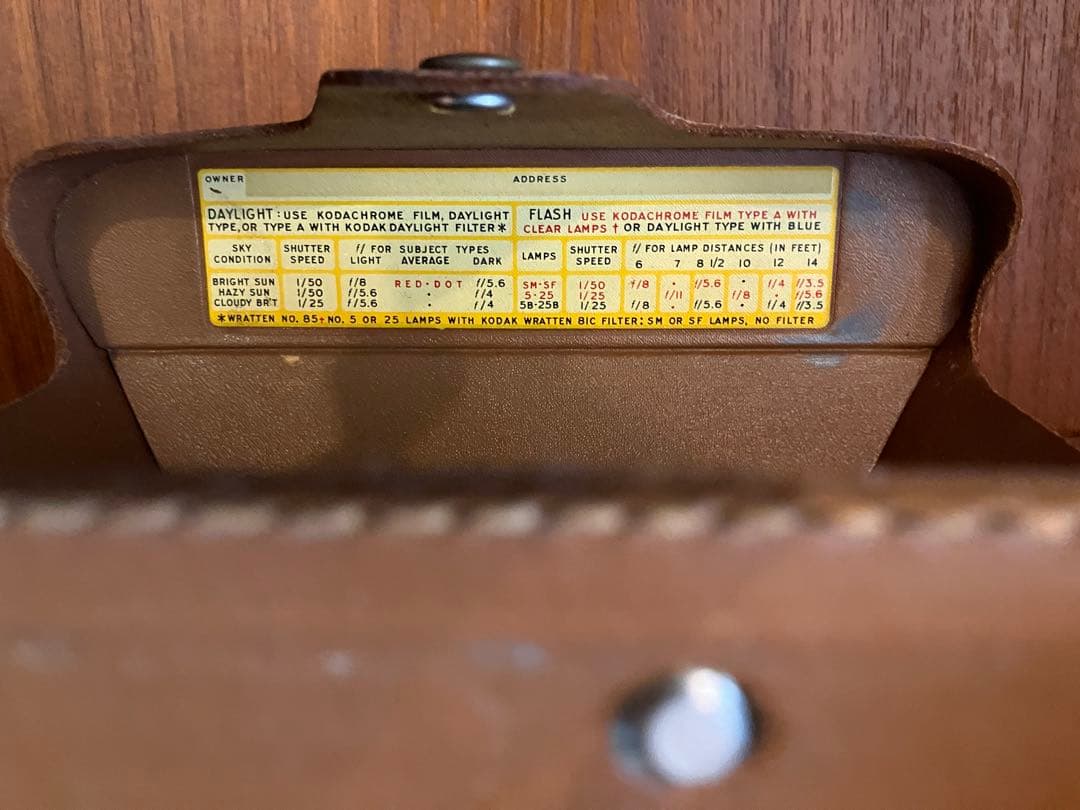 OWNER ADDRESS
DAYLIGHT: USE KODACHROME FILM, DAYLIGHT
TYPE, OR TYPE A WITH KODAK DAYLIGHT FILTER*
FLASH USE KODACHROME FILM TYPE A WITH
CLEAR LAMPS † OR DAYLIGHT TYPE WITH BLUE
SKY CONDITION SHUTTER SPEED f// FOR SUBJECT TYPES
LIGHT AVERAGE DARK
LAMPS SHUTTER SPEED f// FOR LAMP DISTANCES (IN FEET)
6 7 8 1/2 10 12 14
BRIGHT SUN 1/50 f/8 RED•DOT f/5.6 SM-SF 1/50 f/8 • f/5.6 • f/4 f/3.5
HAZY SUN 1/50 f/5.6 • f/4 5-25 1/25 • f/11 • f/8 • f/5.6
CLOUDY BR'T 1/25 f/5.6 • f/4 5B-25B 1/25 f/8 • f/5.6 • f/4 f/3.5
*WRATTEN NO. 85 † NO. 5 OR 25 LAMPS WITH KODAK WRATTEN 81C FILTER; SM OR SF LAMPS, NO FILTER